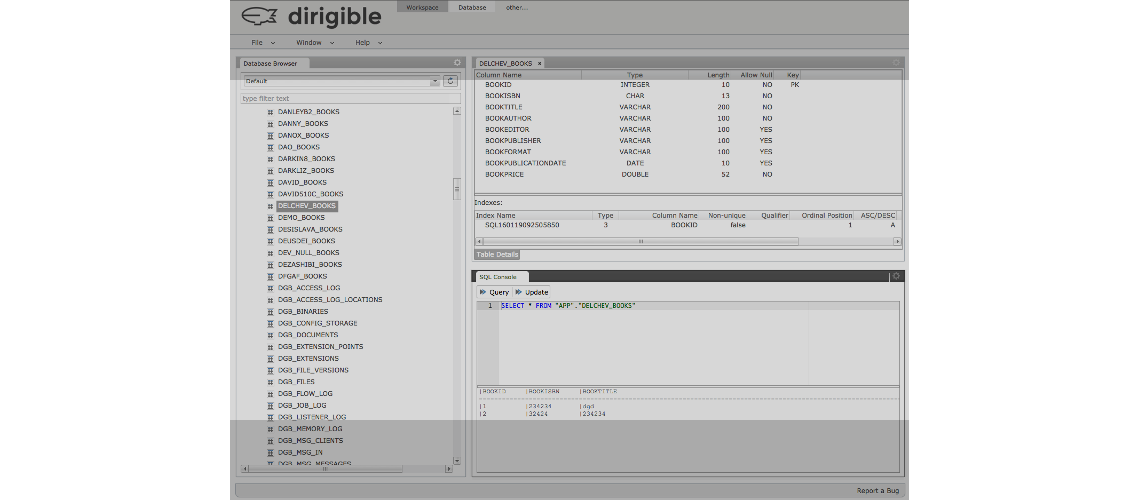 dirigible
Workspace Database other...
File Window Help
Database Browser
Default
type filter text
DANLEYB2_BOOKS
DANNY_BOOKS
DANOX_BOOKS
DAO_BOOKS
DARKIN8_BOOKS
DARKLIZ_BOOKS
DAVID_BOOKS
DAVID510C_BOOKS
DELCHEV_BOOKS
DEMO_BOOKS
DESISLAVA_BOOKS
DEUSDEI_BOOKS
DEV_NULL_BOOKS
DEZASHIBI_BOOKS
DFGAF_BOOKS
DGB_ACCESS_LOG
DGB_ACCESS_LOG_LOCATIONS
DGB_BINARIES
DGB_CONFIG_STORAGE
DGB_DOCUMENTS
DGB_EXTENSION_POINTS
DGB_EXTENSIONS
DGB_FILE_VERSIONS
DGB_FILES
DGB_FLOW_LOG
DGB_JOB_LOG
DGB_LISTENER_LOG
DGB_MEMORY_LOG
DGB_MSG_CLIENTS
DGB_MSG_IN
DGB_MSG_MESSAGES
DELCHEV_BOOKS
Column Name Type Length Allow Null Key
BOOKID INTEGER 10 NO PK
BOOKISBN CHAR 13 NO
BOOKTITLE VARCHAR 200 NO
BOOKAUTHOR VARCHAR 100 NO
BOOKEDITOR VARCHAR 100 YES
BOOKPUBLISHER VARCHAR 100 YES
BOOKFORMAT VARCHAR 100 YES
BOOKPUBLICATIONDATE DATE 10 YES
BOOKPRICE DOUBLE 52 NO
Indexes:
Index Name Type Column Name Non-unique Qualifier Ordinal Position ASC/DESC
SQL160119092505850 3 BOOKID false 1 A
Table Details
SQL Console
Query Update
1 SELECT * FROM "APP"."DELCHEV_BOOKS"
|BOOKID |BOOKISBN |BOOKTITLE
|1 |234234 |dgd
|2 |32424 |234234
Report a Bug